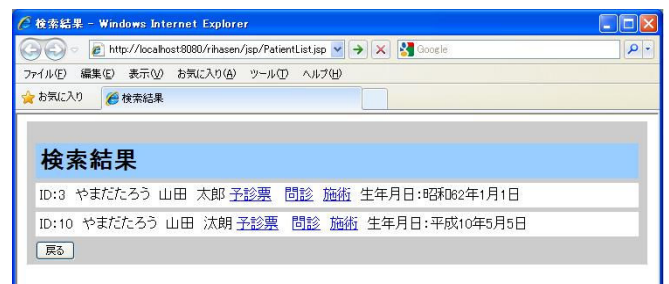 検索結果 - Windows Internet Explorer
http://localhost:8080/rihasen/jsp/PatientList.jsp Google
ファイル(F) 編集(E) 表示(V) お気に入り(A) ツール(T) ヘルプ(H)
お気に入り 検索結果
検索結果
ID:3 やまだたろう 山田 太郎 予診票 問診 施術 生年月日:昭和62年1月1日
ID:10 やまだたろう 山田 汰朗 予診票 問診 施術 生年月日:平成10年5月5日
戻る